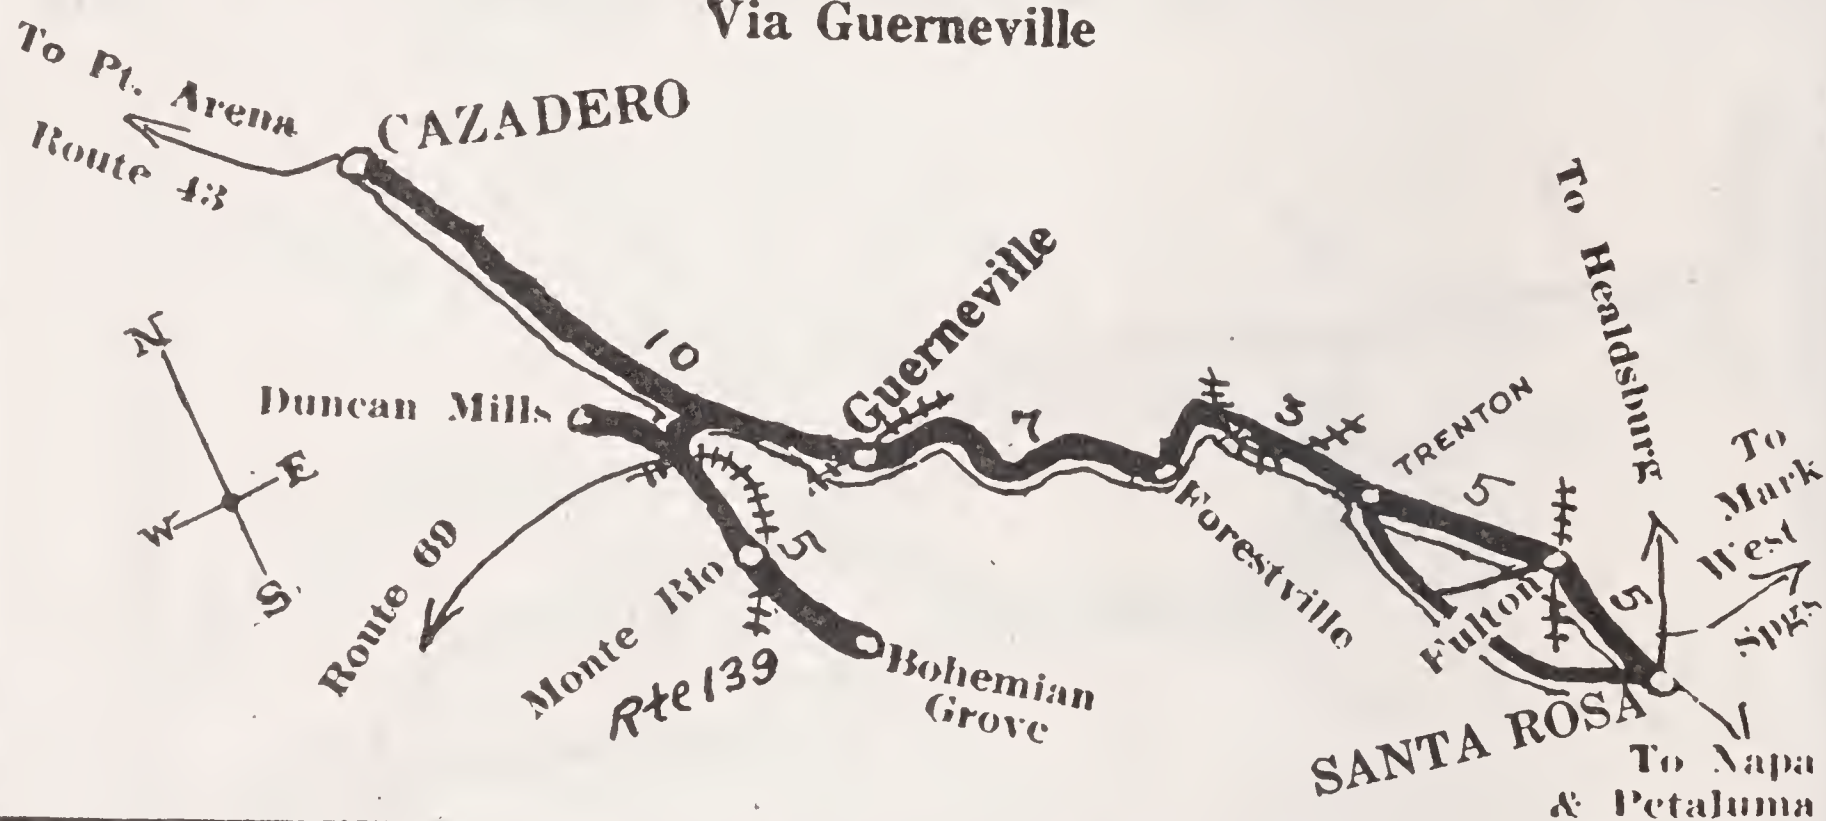 Via Guerneville
To Pt. Arena
Route 43
CAZADERO
To Healdsburg
N
E
W
S
Duncan Mills
10
Guerneville
7
3
TRENTON
5
To
Mark
West
Spgs
Route 69
5
Monte Rio
Rte 139
Bohemian
Grove
Forestville
Fulton
5
SANTA ROSA
To Napa
& Petaluma